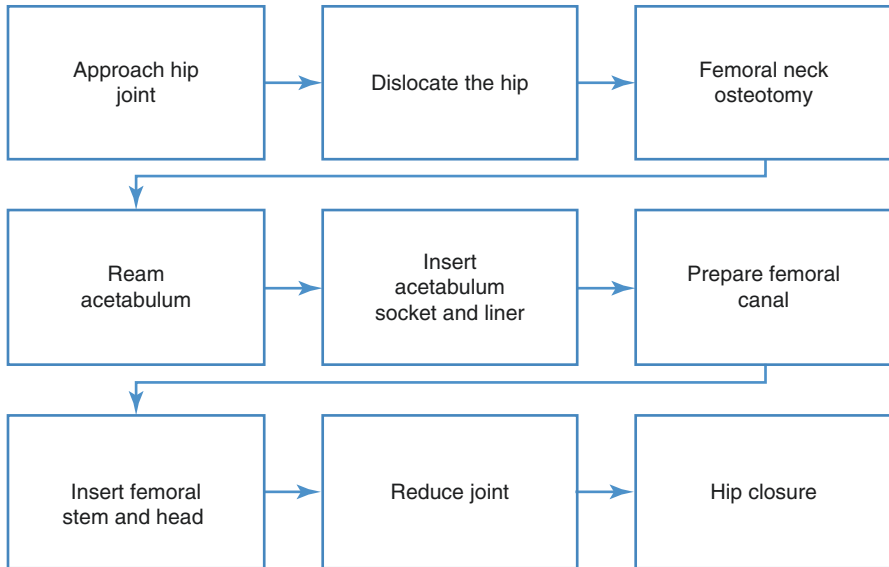 Approach hip
joint
Dislocate the hip
Femoral neck
osteotomy
Ream
acetabulum
Insert
acetabulum
socket and liner
Prepare femoral
canal
Insert femoral
stem and head
Reduce joint
Hip closure